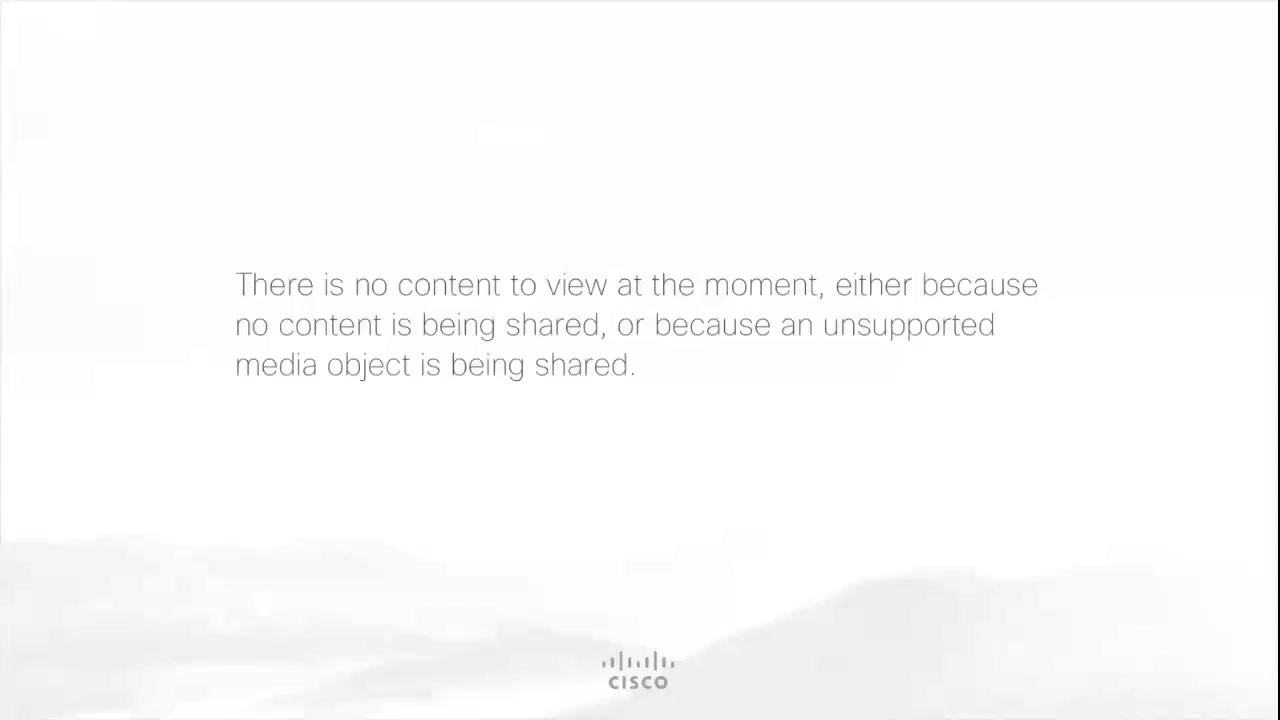 There is no content to view at the moment, either because
no content is being shared, or because an unsupported
media object is being shared.
CISCO